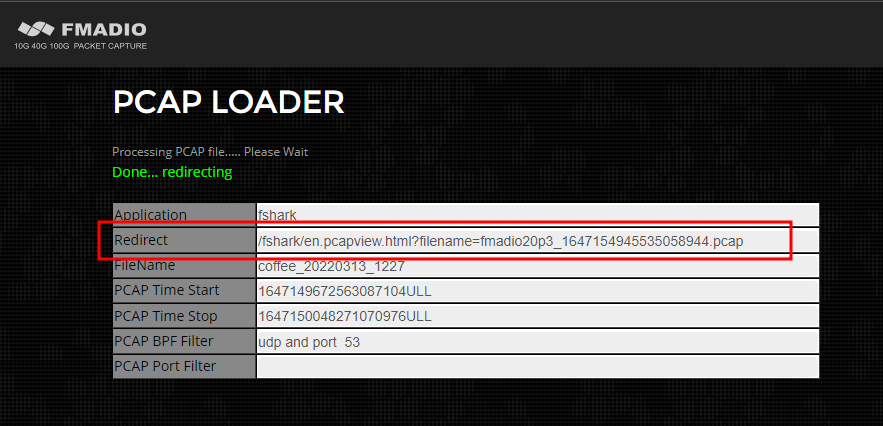 FMADIO
10G 40G 100G PACKET CAPTURE
PCAP LOADER
Processing PCAP file..... Please Wait
Done... redirecting
Application fshark
Redirect /fshark/en.pcapview.html?filename=fmadio20p3_1647154945535058944.pcap
FileName coffee_20220313_1227
PCAP Time Start 1647149672563087104ULL
PCAP Time Stop 1647150048271070976ULL
PCAP BPF Filter udp and port 53
PCAP Port Filter